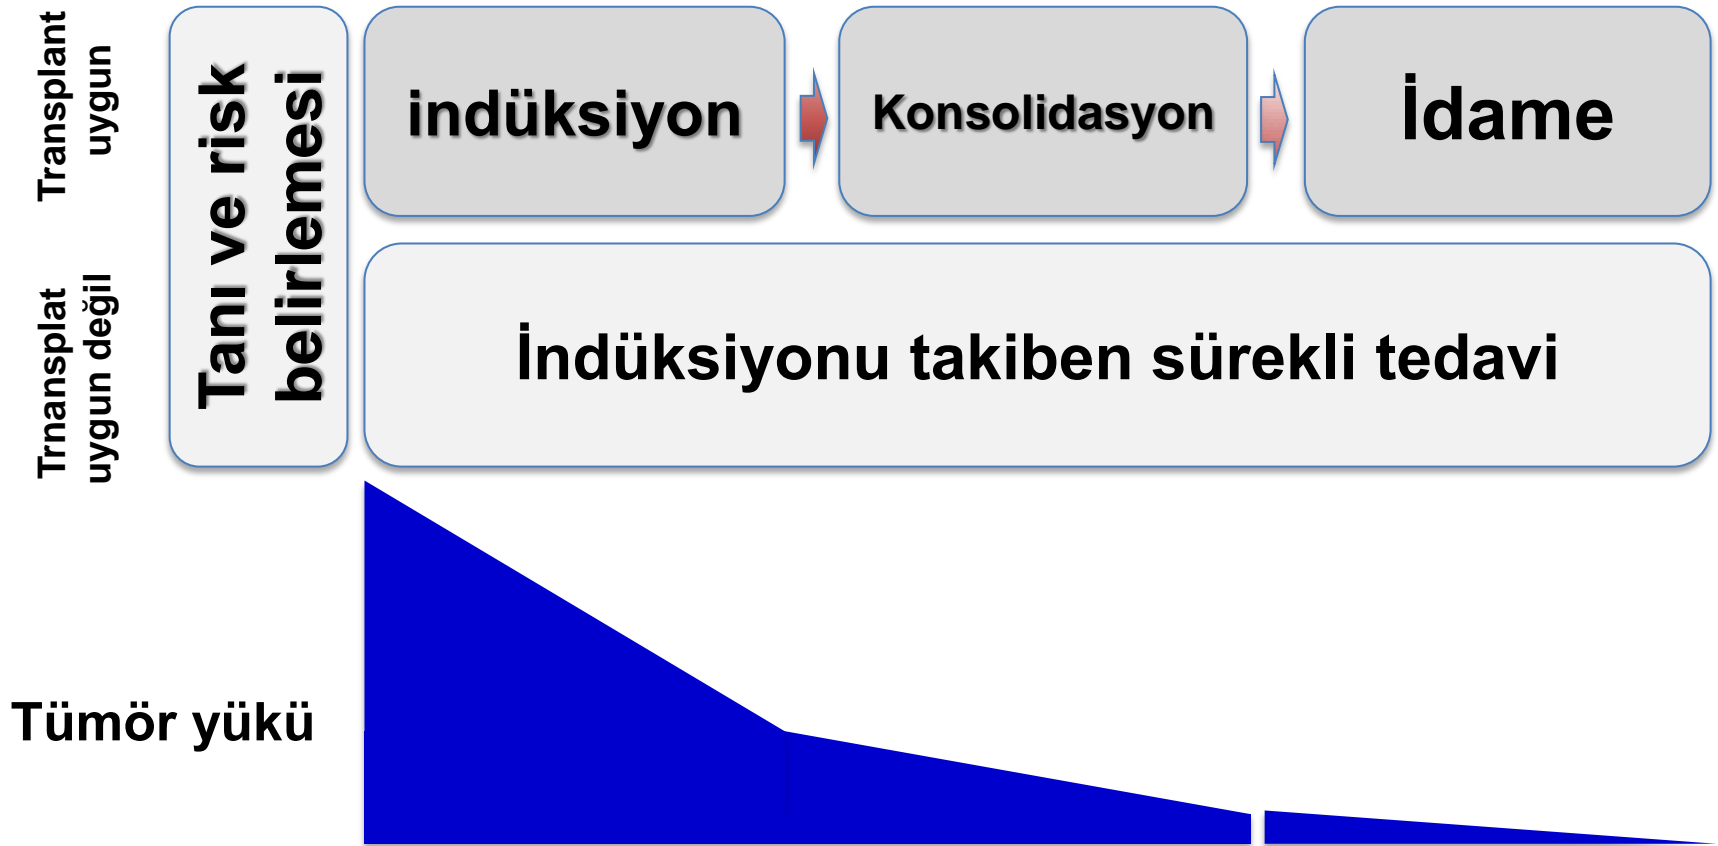 Transplant
uygun
Tanı ve risk
belirlemesi
indüksiyon
Konsolidasyon
İdame
Trnansplat
uygun değil
İndüksiyonu takiben sürekli tedavi
Tümör yükü